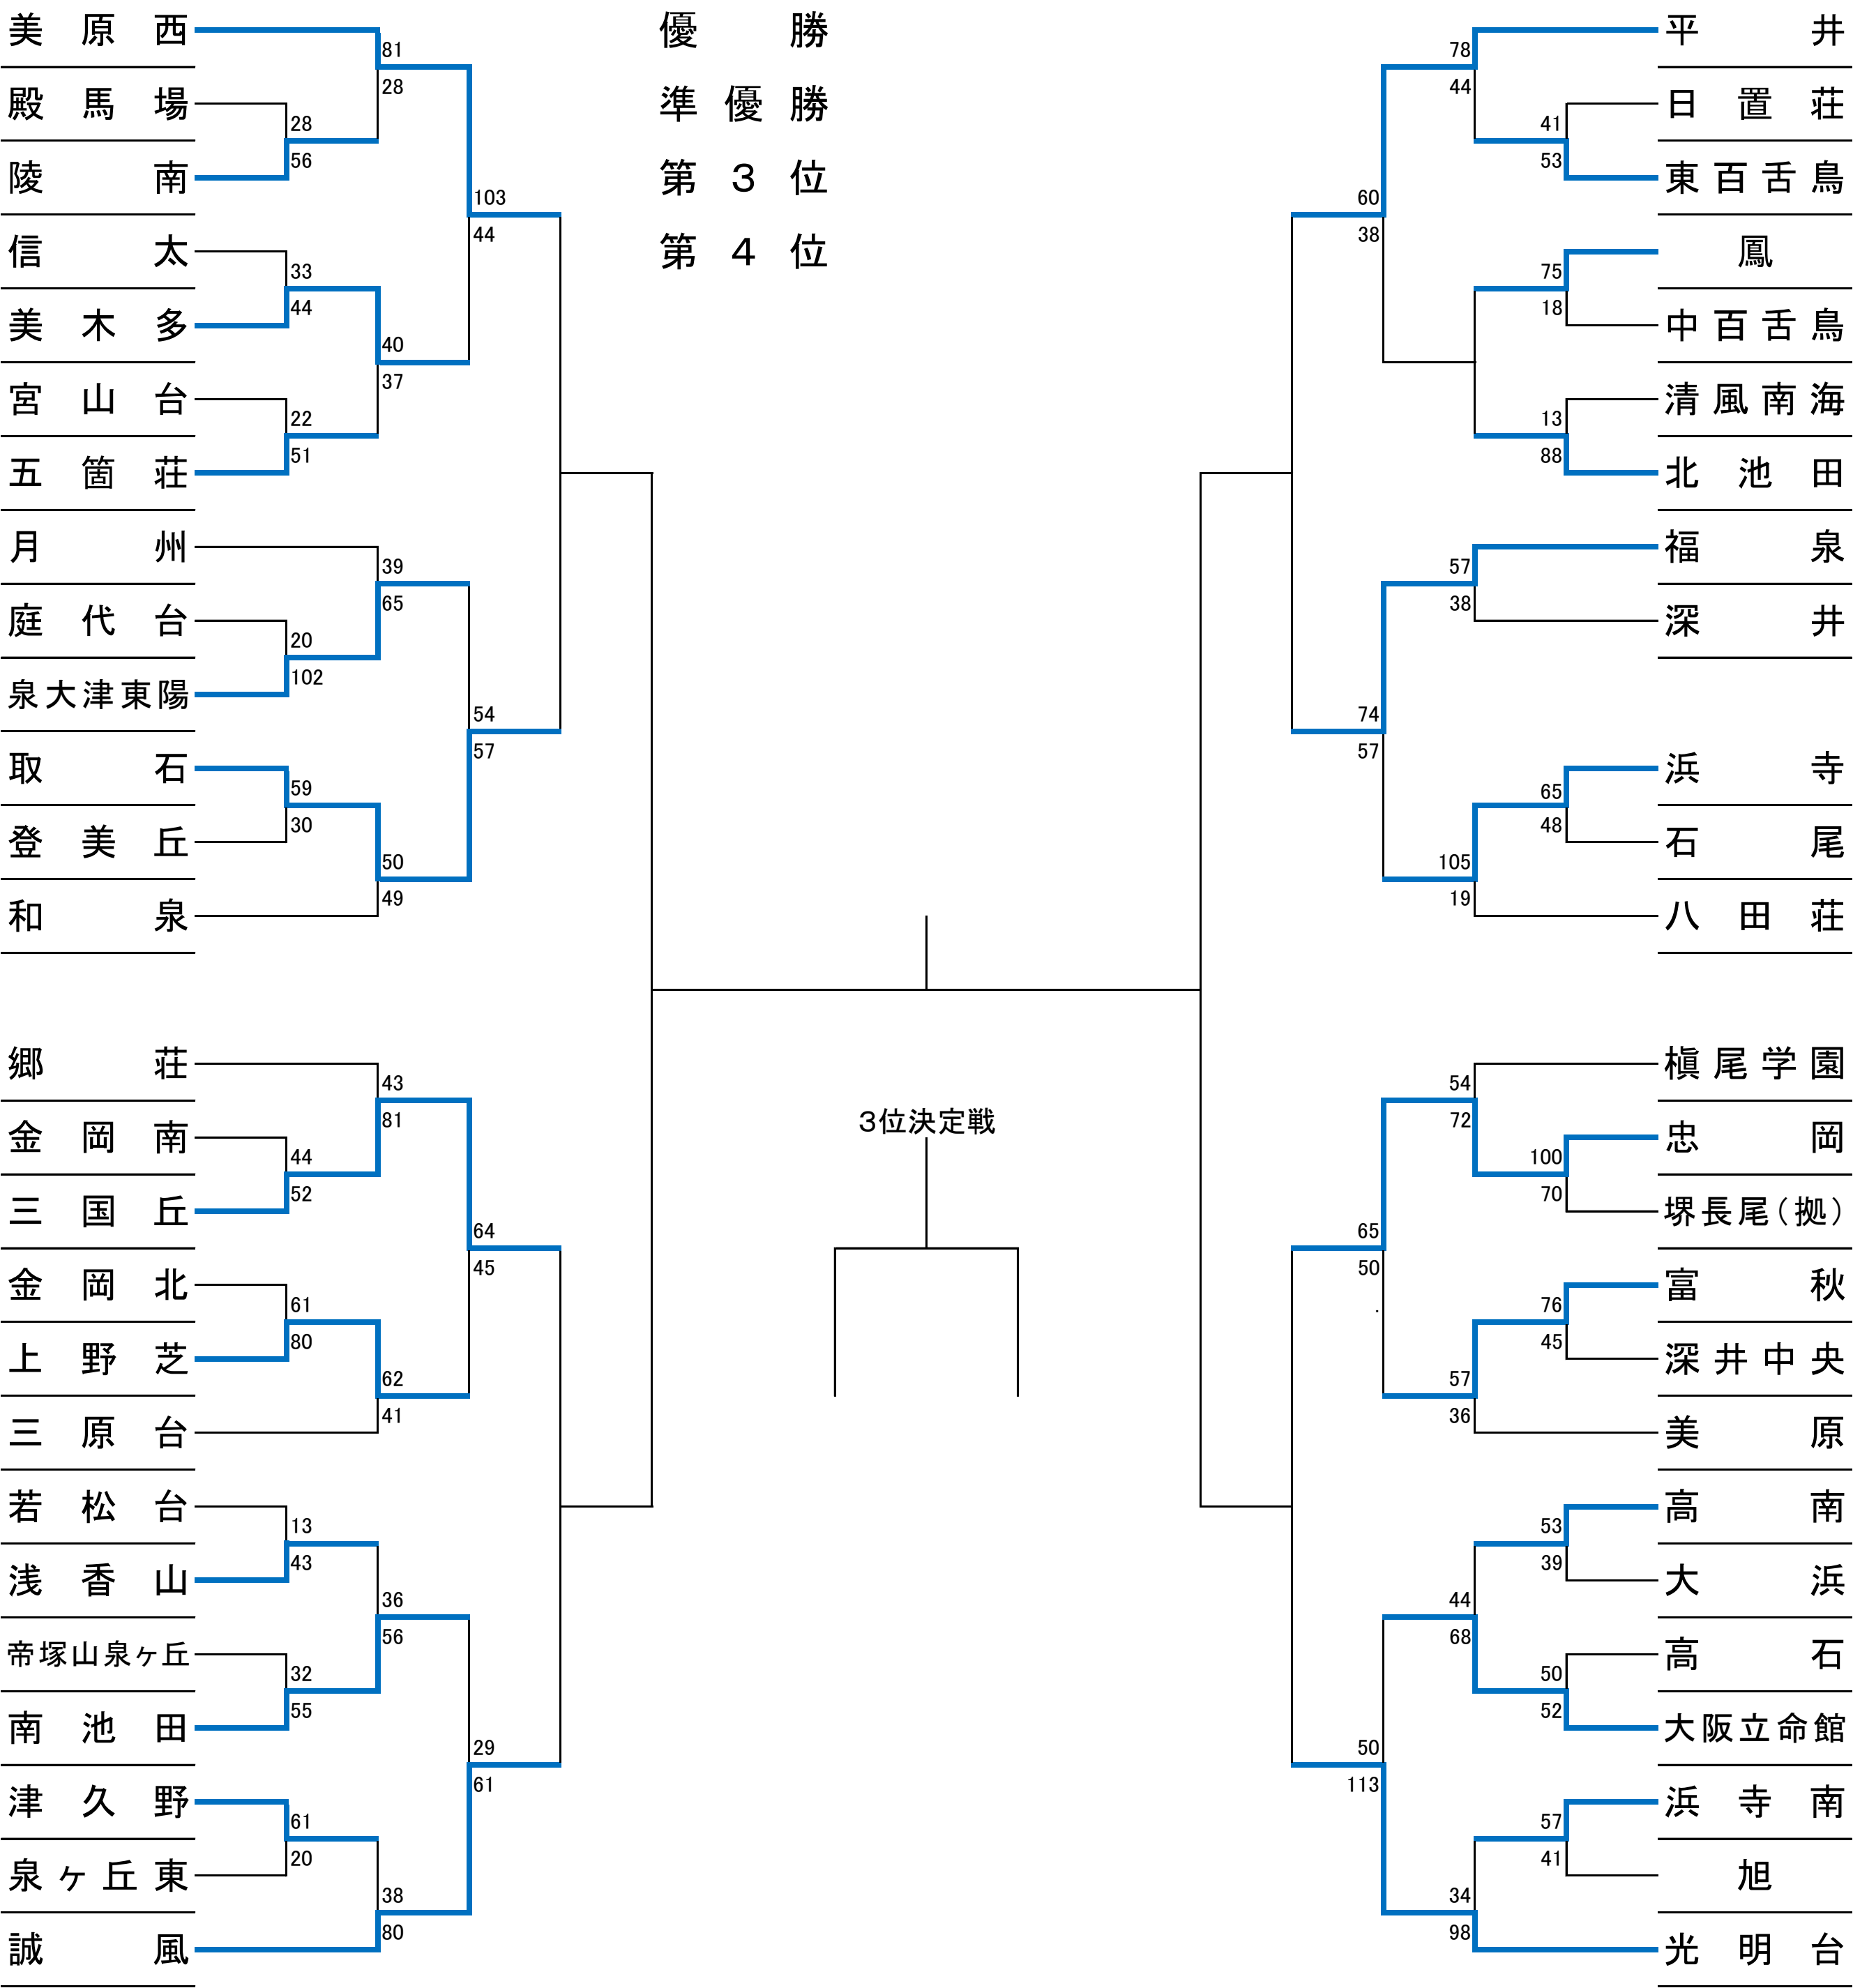 美原西
81
28
殿馬場
28
56
陵南
103
44
信太
33
44
美木多
40
37
宮山台
22
51
五箇荘
月州
39
65
庭代台
20
102
泉大津東陽
54
57
取石
59
30
登美丘
50
49
和泉
郷荘
43
81
金岡南
44
52
三国丘
64
45
金岡北
61
80
上野芝
62
41
三原台
若松台
13
43
浅香山
36
56
帝塚山泉ヶ丘
32
55
南池田
29
61
津久野
61
20
泉ヶ丘東
38
80
誠風
優勝
準優勝
第3位
第4位
3位決定戦
平井
78
44
日置荘
41
53
東百舌鳥
60
38
鳳
75
18
中百舌鳥
清風南海
13
88
北池田
福泉
57
38
深井
74
57
浜寺
65
48
石尾
105
19
八田荘
槇尾学園
54
72
忠岡
100
70
堺長尾(拠)
65
50
富秋
76
45
深井中央
57
36
美原
高南
53
39
大浜
44
68
高石
50
52
大阪立命館
50
113
浜寺南
57
41
旭
34
98
光明台